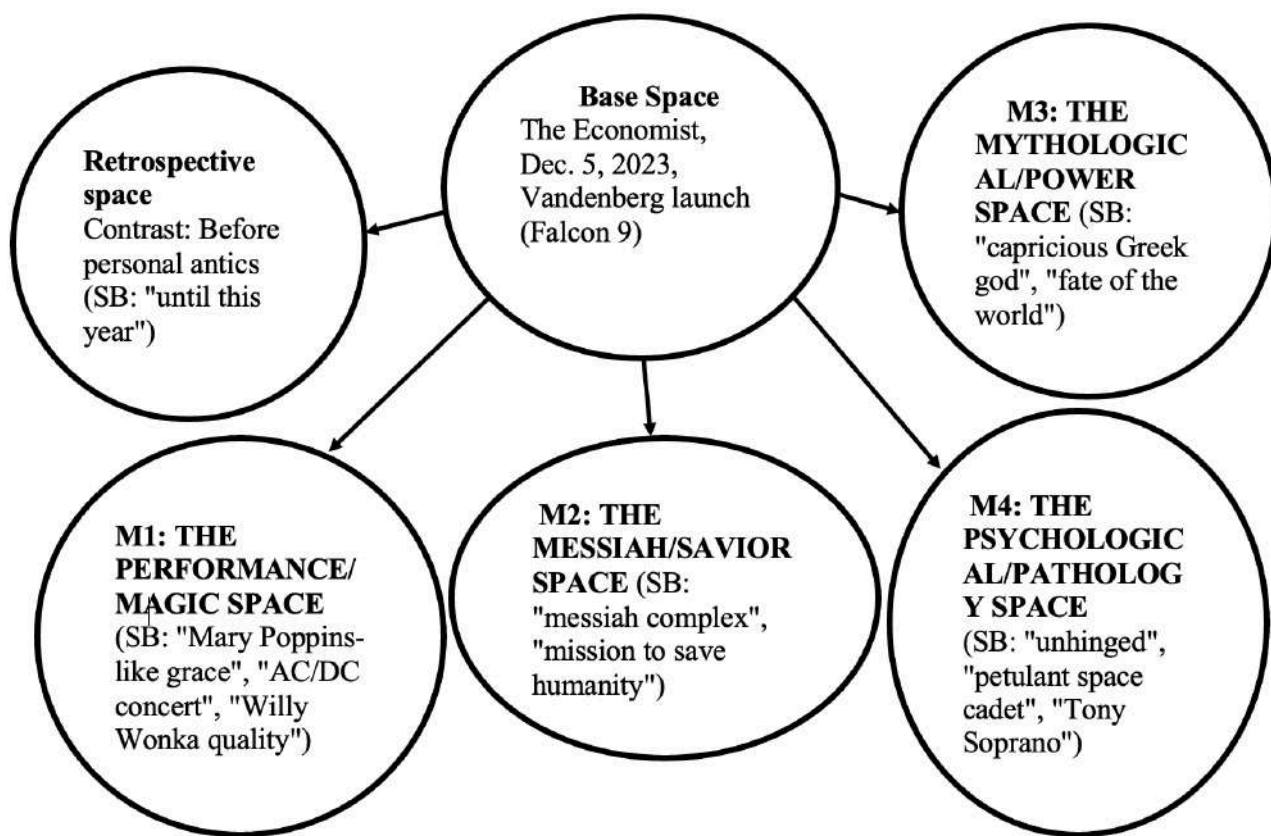 Base Space
The Economist,
Dec. 5, 2023,
Vandenberg launch
(Falcon 9)
Retrospective
space
Contrast: Before
personal antics
(SB: "until this
year")
M3: THE
MYTHOLOGIC
AL/POWER
SPACE (SB:
"capricious Greek
god", "fate of the
world")
M1: THE
PERFORMANCE/
MAGIC SPACE
(SB: "Mary Poppins-
like grace", "AC/DC
concert", "Willy
Wonka quality")
M2: THE
MESSIAH/SAVIOR
SPACE (SB:
"messiah complex",
"mission to save
humanity")
M4: THE
PSYCHOLOGIC
AL/PATHOLOG
Y SPACE
(SB: "unhinged",
"petulant space
cadet", "Tony
Soprano")